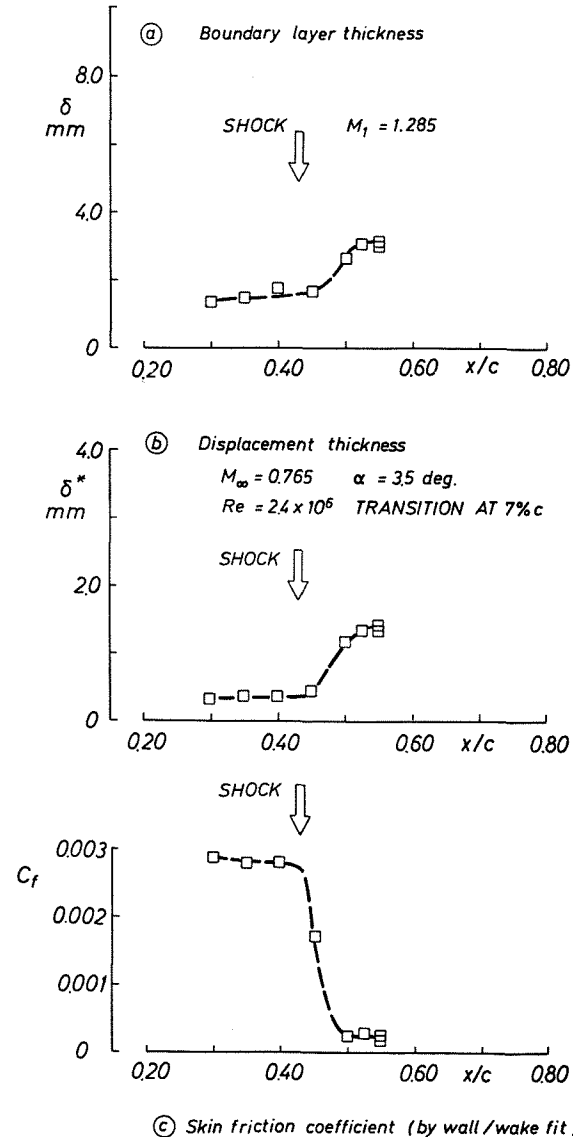 ⓐ Boundary layer thickness
8.0
δ
mm
SHOCK M₁ = 1.285
4.0
0
0.20 0.40 0.60 x/c 0.80
ⓑ Displacement thickness
4.0
M∞ = 0.765 α = 3.5 deg.
δ*
mm
Re = 2.4 x 10⁶ TRANSITION AT 7% c
SHOCK
2.0
0
0.20 0.40 0.60 x/c 0.80
SHOCK
0.003
Cf
0.002
0.001
0
0.20 0.40 0.60 x/c 0.80
ⓒ Skin friction coefficient (by wall/wake fit)